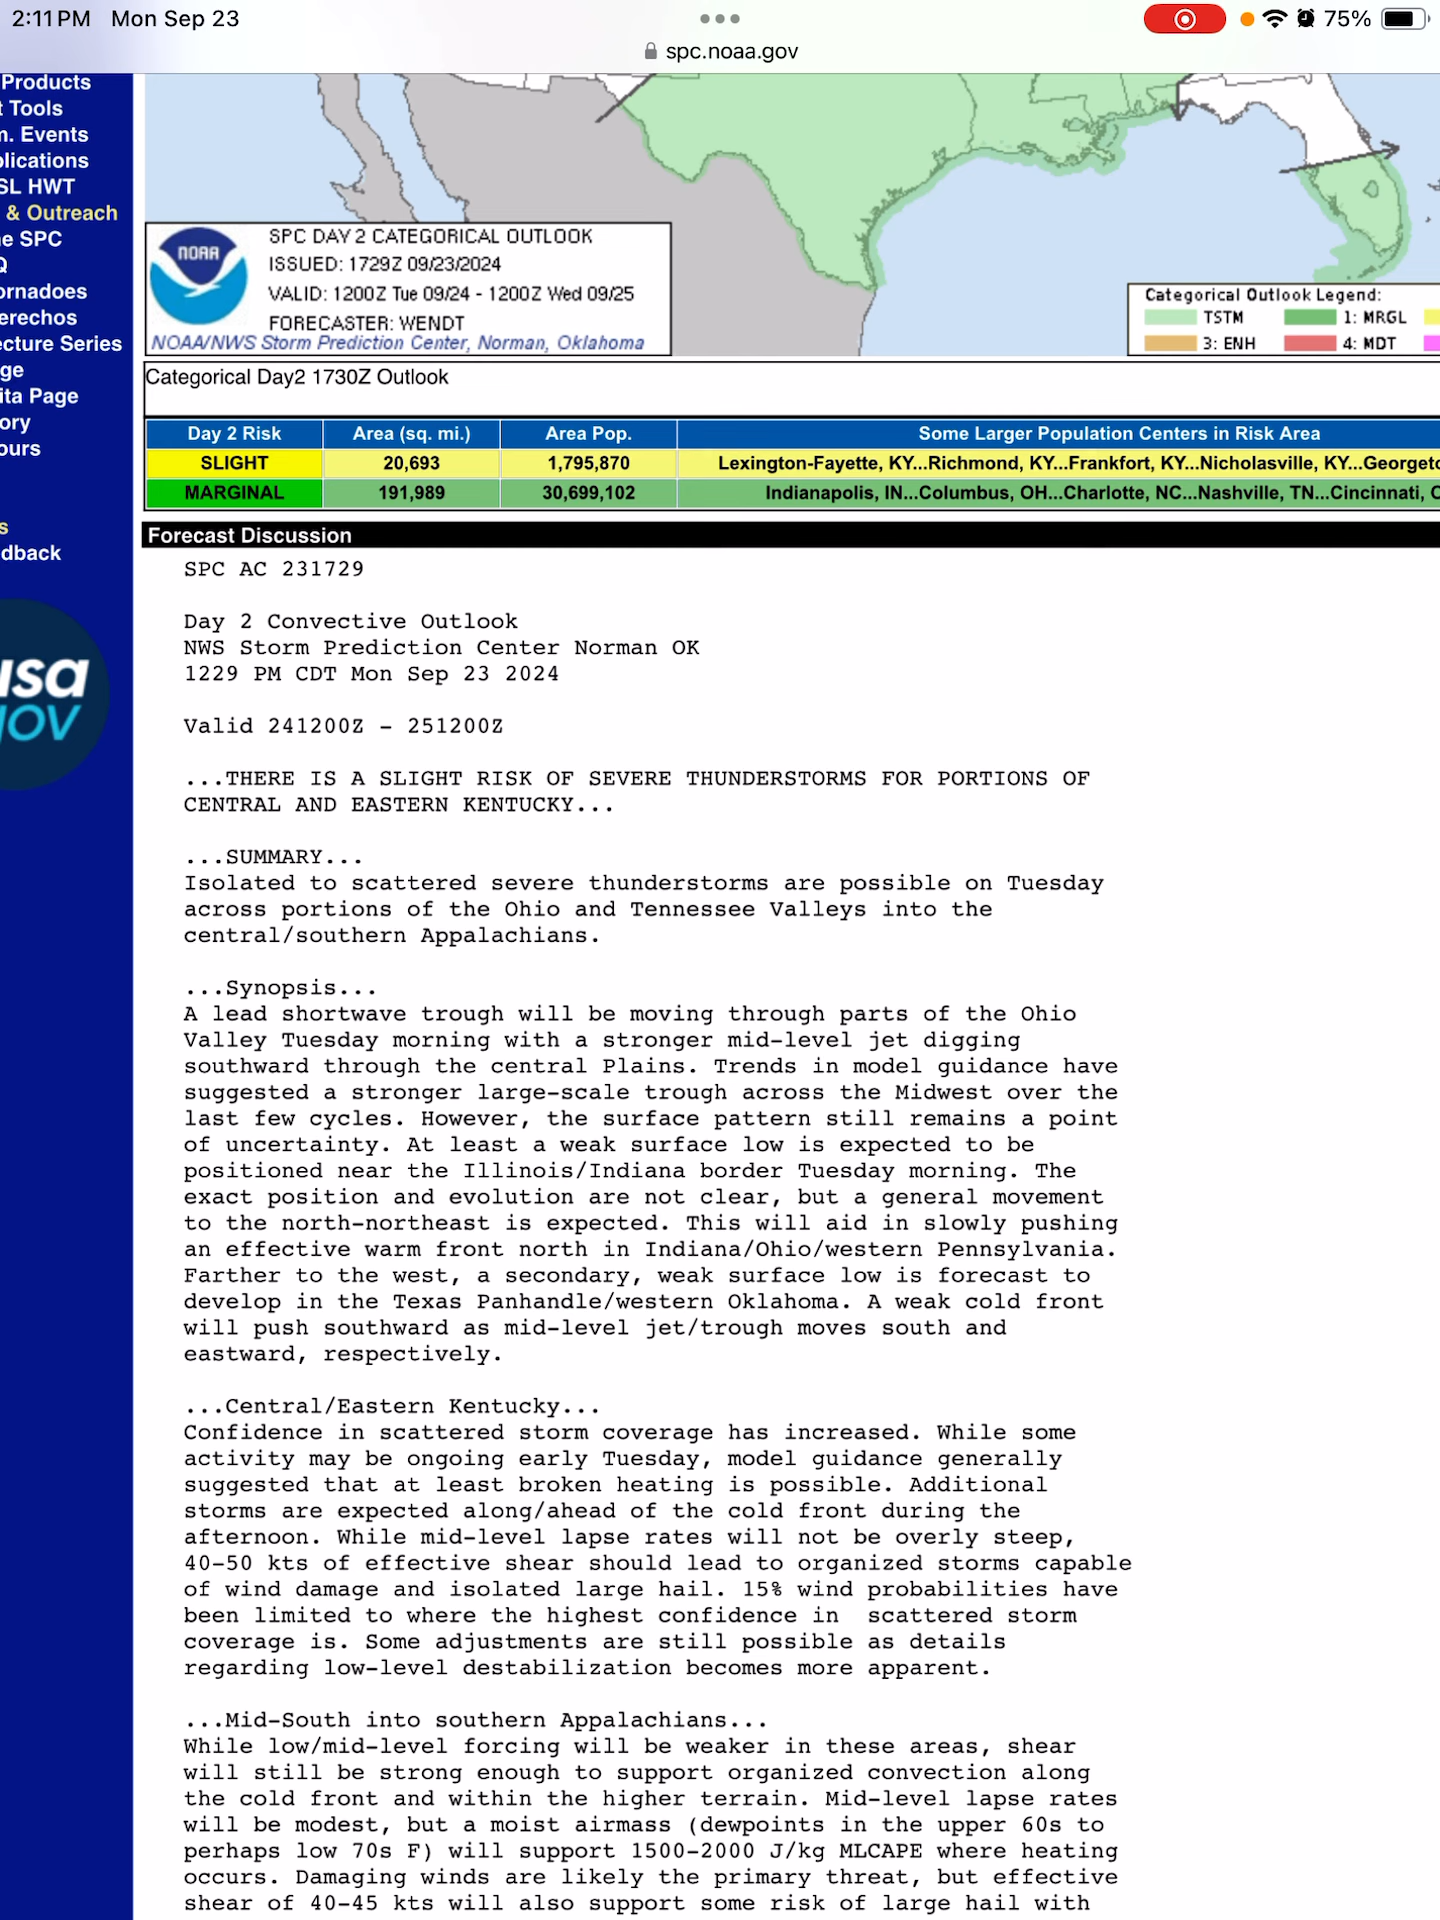 2:11 PM Mon Sep 23
75%
spc.noaa.gov
Products
t Tools
m. Events
lications
SL HWT
& Outreach
e SPC
Q
ornadoes
erechos
ecture Series
ge
ita Page
ory
ours
s
dback
usa
gov
NOAA
SPC DAY 2 CATEGORICAL OUTLOOK
ISSUED: 1729Z 09/23/2024
VALID: 1200Z Tue 09/24 - 1200Z Wed 09/25
FORECASTER: WENDT
NOAA/NWS Storm Prediction Center, Norman, Oklahoma
Categorical Outlook Legend:
TSTM 1: MRGL
3: ENH 4: MDT
Categorical Day2 1730Z Outlook
Day 2 Risk Area (sq. mi.) Area Pop. Some Larger Population Centers in Risk Area
SLIGHT 20,693 1,795,870 Lexington-Fayette, KY...Richmond, KY...Frankfort, KY...Nicholasville, KY...Georgeto
MARGINAL 191,989 30,699,102 Indianapolis, IN...Columbus, OH...Charlotte, NC...Nashville, TN...Cincinnati, O
Forecast Discussion
SPC AC 231729
Day 2 Convective Outlook
NWS Storm Prediction Center Norman OK
1229 PM CDT Mon Sep 23 2024
Valid 241200Z - 251200Z
...THERE IS A SLIGHT RISK OF SEVERE THUNDERSTORMS FOR PORTIONS OF
CENTRAL AND EASTERN KENTUCKY...
...SUMMARY...
Isolated to scattered severe thunderstorms are possible on Tuesday
across portions of the Ohio and Tennessee Valleys into the
central/southern Appalachians.
...Synopsis...
A lead shortwave trough will be moving through parts of the Ohio
Valley Tuesday morning with a stronger mid-level jet digging
southward through the central Plains. Trends in model guidance have
suggested a stronger large-scale trough across the Midwest over the
last few cycles. However, the surface pattern still remains a point
of uncertainty. At least a weak surface low is expected to be
positioned near the Illinois/Indiana border Tuesday morning. The
exact position and evolution are not clear, but a general movement
to the north-northeast is expected. This will aid in slowly pushing
an effective warm front north in Indiana/Ohio/western Pennsylvania.
Farther to the west, a secondary, weak surface low is forecast to
develop in the Texas Panhandle/western Oklahoma. A weak cold front
will push southward as mid-level jet/trough moves south and
eastward, respectively.
...Central/Eastern Kentucky...
Confidence in scattered storm coverage has increased. While some
activity may be ongoing early Tuesday, model guidance generally
suggested that at least broken heating is possible. Additional
storms are expected along/ahead of the cold front during the
afternoon. While mid-level lapse rates will not be overly steep,
40-50 kts of effective shear should lead to organized storms capable
of wind damage and isolated large hail. 15% wind probabilities have
been limited to where the highest confidence in  scattered storm
coverage is. Some adjustments are still possible as details
regarding low-level destabilization becomes more apparent.
...Mid-South into southern Appalachians...
While low/mid-level forcing will be weaker in these areas, shear
will still be strong enough to support organized convection along
the cold front and within the higher terrain. Mid-level lapse rates
will be modest, but a moist airmass (dewpoints in the upper 60s to
perhaps low 70s F) will support 1500-2000 J/kg MLCAPE where heating
occurs. Damaging winds are likely the primary threat, but effective
shear of 40-45 kts will also support some risk of large hail with